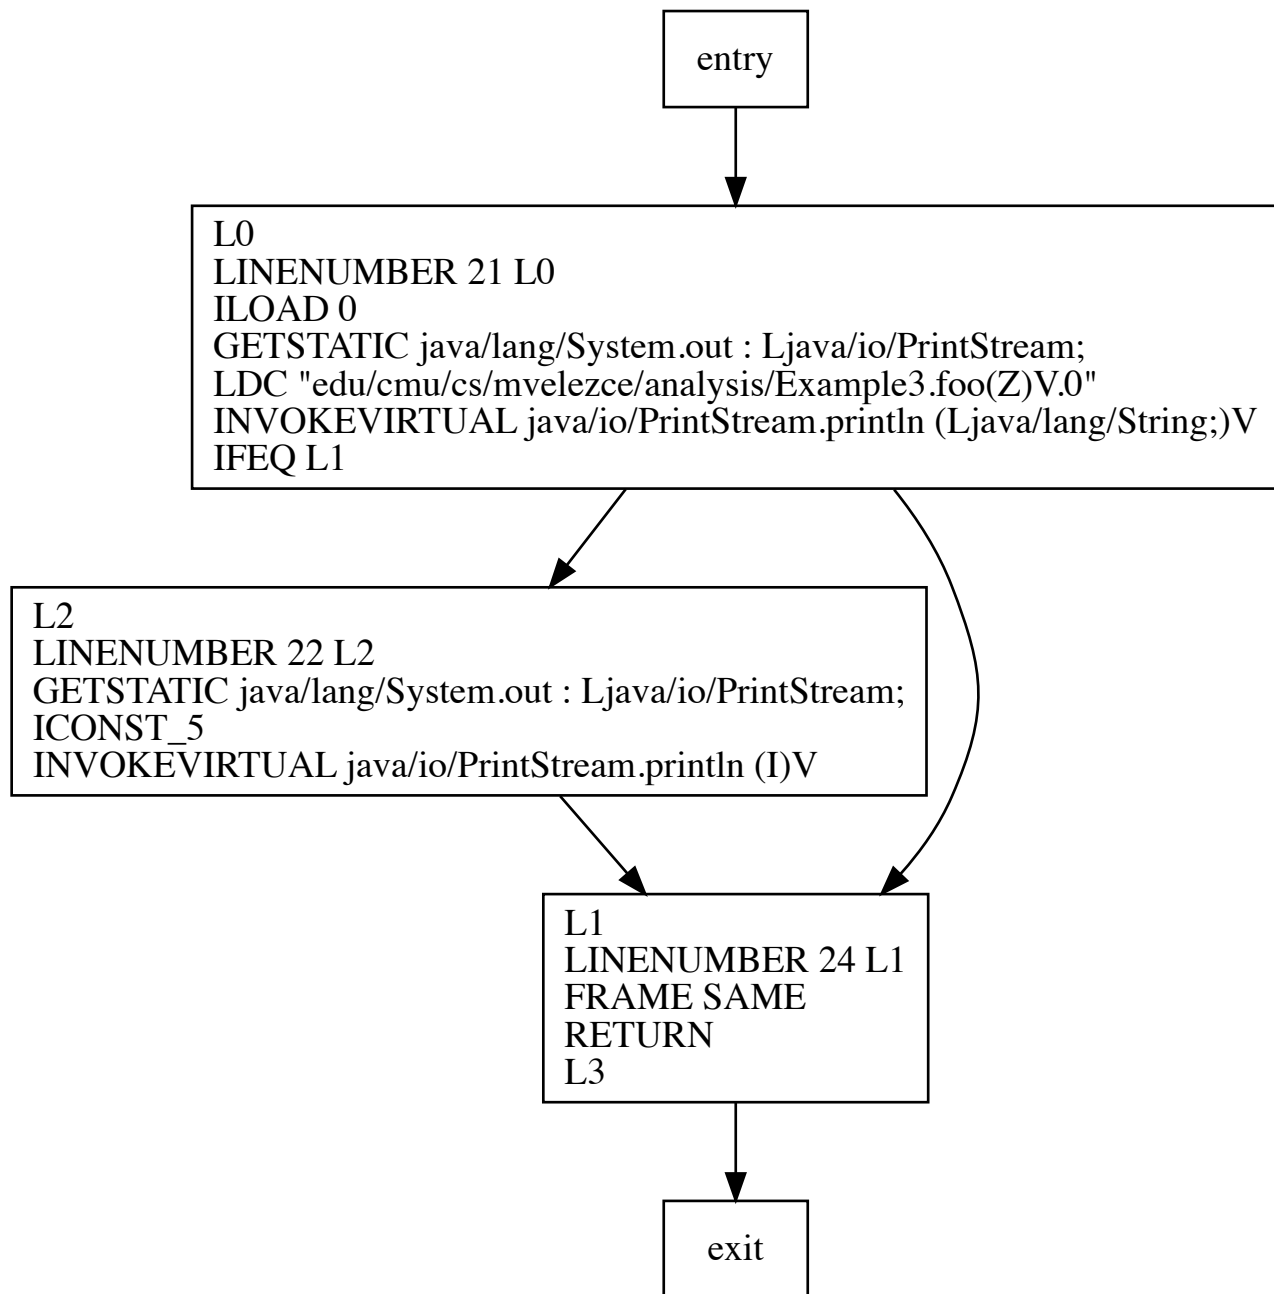 entry
L0
LINENUMBER 21 L0
ILOAD 0
GETSTATIC java/lang/System.out : Ljava/io/PrintStream;
LDC "edu/cmu/cs/mvelezce/analysis/Example3.foo(Z)V.0"
INVOKEVIRTUAL java/io/PrintStream.println (Ljava/lang/String;)V
IFEQ L1
L2
LINENUMBER 22 L2
GETSTATIC java/lang/System.out : Ljava/io/PrintStream;
ICONST_5
INVOKEVIRTUAL java/io/PrintStream.println (I)V
L1
LINENUMBER 24 L1
FRAME SAME
RETURN
L3
exit